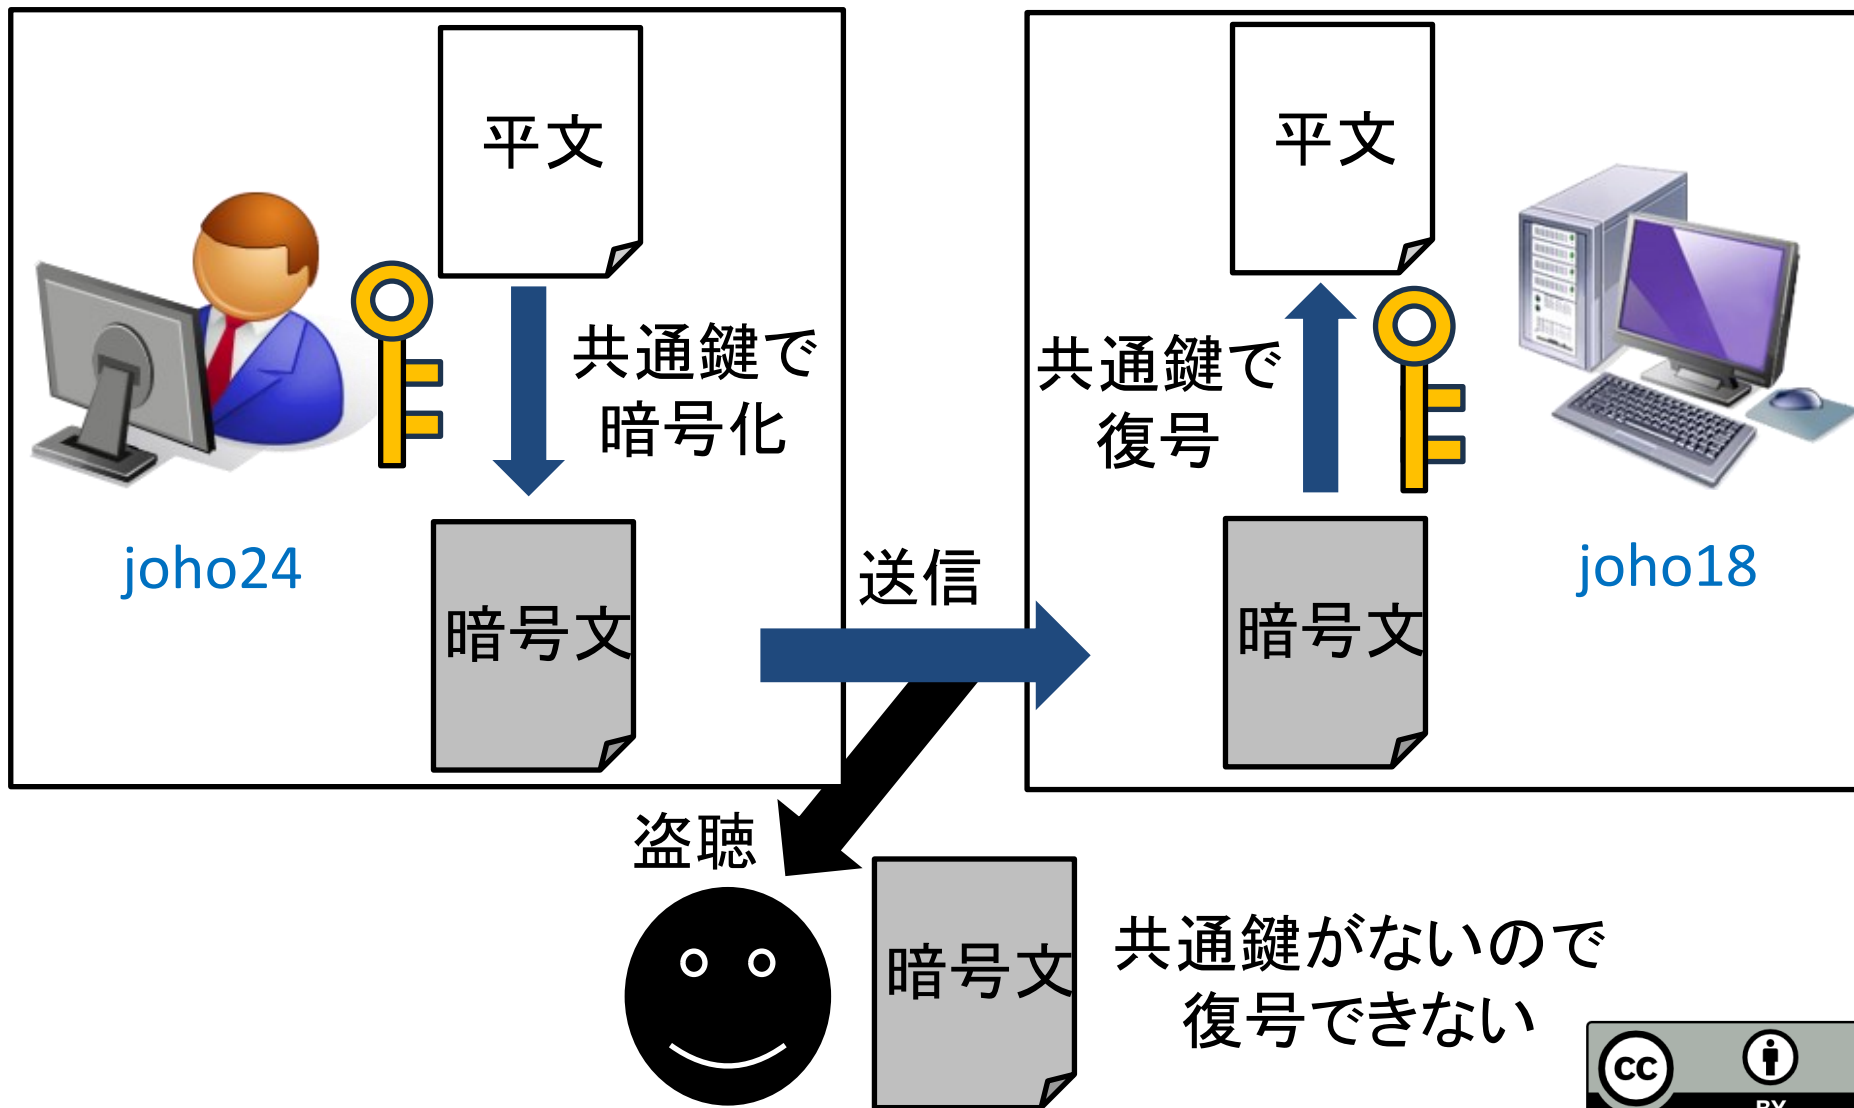 平文
共通鍵で
暗号化
暗号文
joho24
送信
平文
共通鍵で
復号
暗号文
joho18
盗聴
暗号文
共通鍵がないので
復号できない
cc
BY